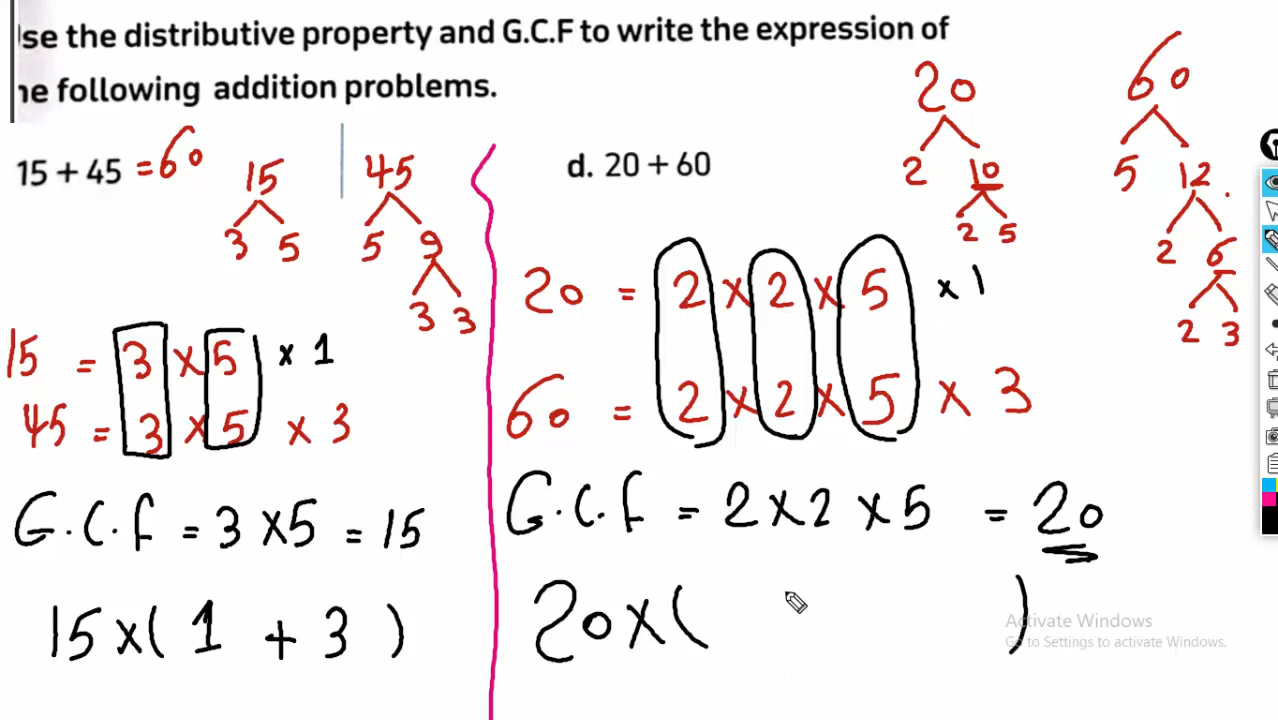 se the distributive property and G.C.F to write the expression of
he following addition problems.
15 + 45 = 60
15
3 5
45
5 9
3 3
15 = 3 × 5 × 1
45 = 3 × 5 × 3
G.C.F = 3 × 5 = 15
15 × ( 1 + 3 )
d. 20 + 60
20
2 10
2 5
60
5 12.
2 6
2 3
20 = 2 × 2 × 5 × 1
60 = 2 × 2 × 5 × 3
G.C.F = 2 × 2 × 5 = 20
20 × ( )
Activate Windows
Go to Settings to activate Windows.